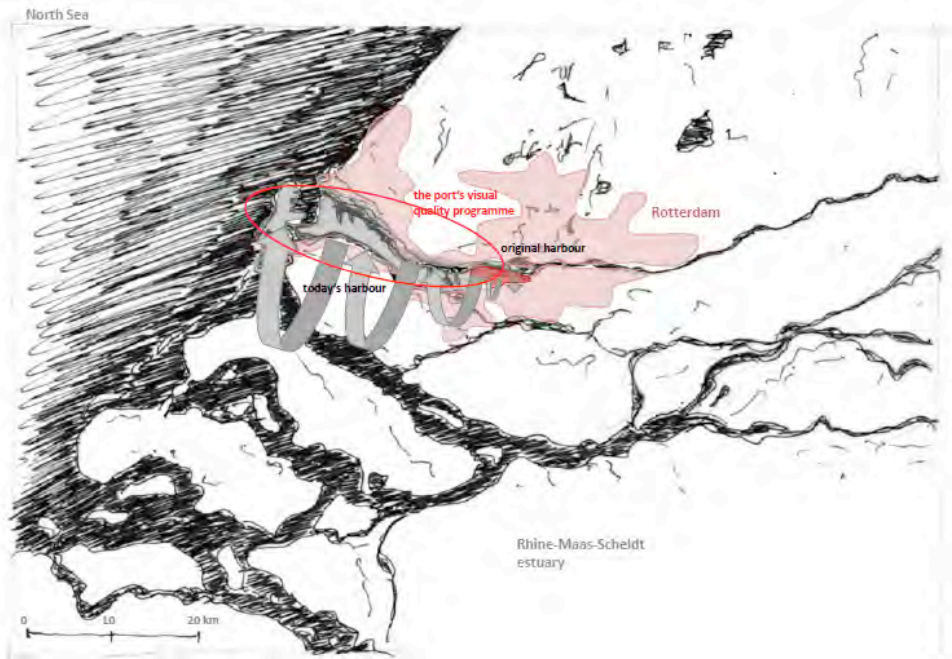 North Sea
the port's visual
quality programme
Rotterdam
original harbour
today's harbour
Rhine-Maas-Scheldt
estuary
0 10 20 km